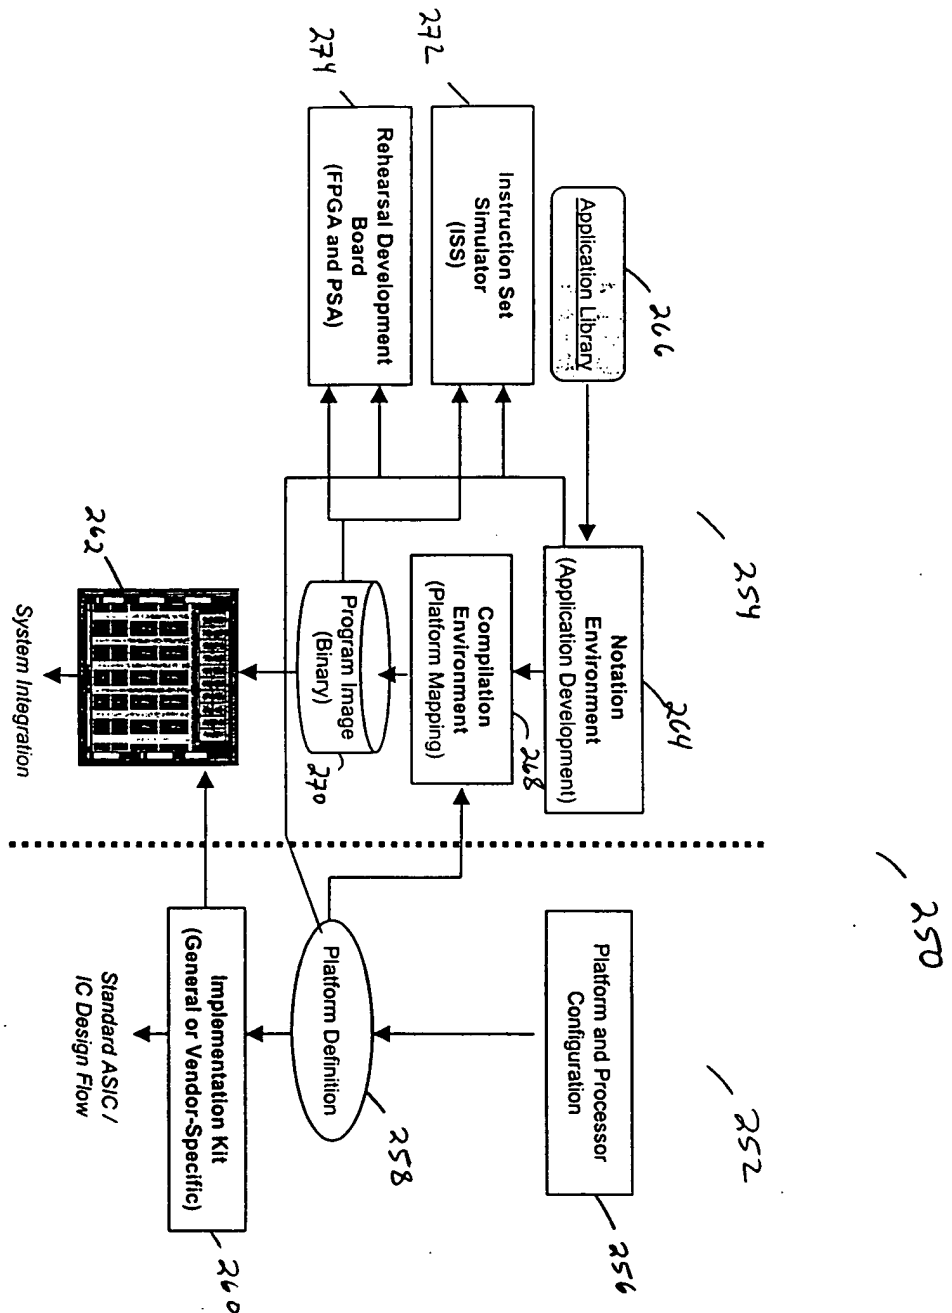 250
254
252
266
Application Library
264
Notation
Environment
(Application Development)
Platform and Processor
Configuration
256
272
Instruction Set
Simulator
(ISS)
Compilation
Environment
(Platform Mapping)
268
274
Rehearsal Development
Board
(FPGA and PSA)
Program Image
(Binary)
270
Platform Definition
258
262
Implementation Kit
(General or Vendor-Specific)
260
System Integration
Standard ASIC /
IC Design Flow